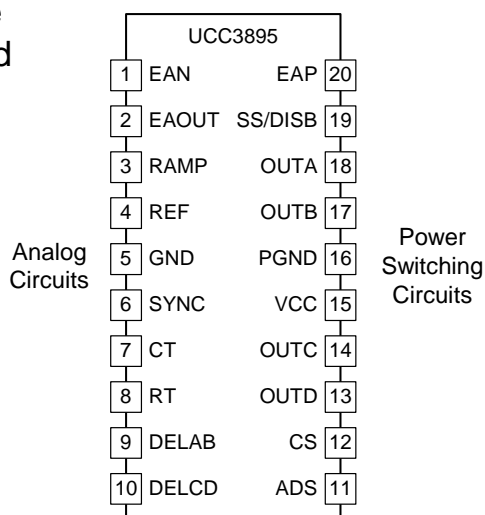 UCC3895
1 EAN EAP 20
2 EAOUT SS/DISB 19
3 RAMP OUTA 18
4 REF OUTB 17
Analog
Circuits
5 GND PGND 16
Power
Switching
Circuits
6 SYNC VCC 15
7 CT OUTC 14
8 RT OUTD 13
9 DELAB CS 12
10 DELCD ADS 11